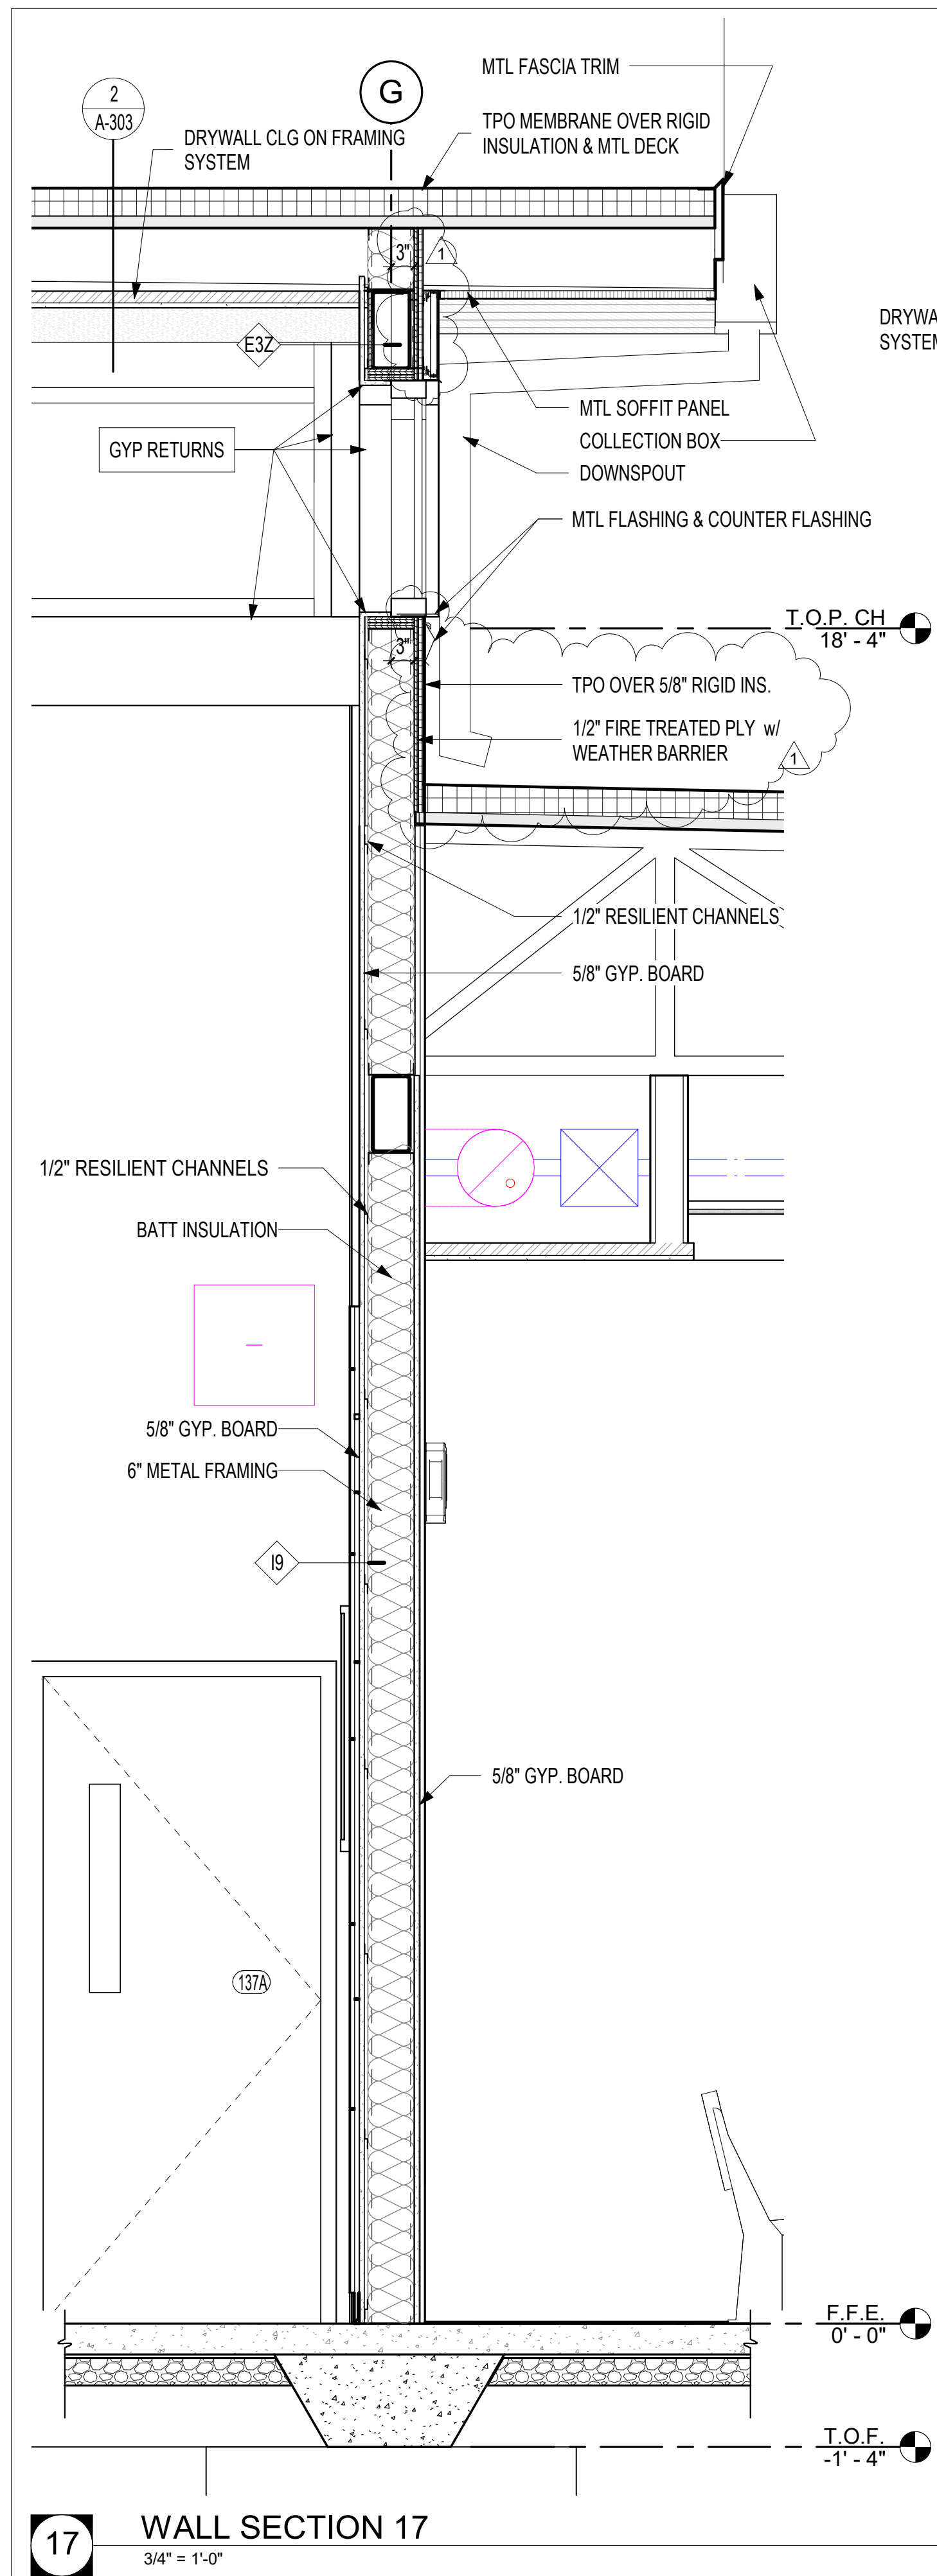 MTL FASCIA TRIM
2
A-303
G
TPO MEMBRANE OVER RIGID
INSULATION & MTL DECK
DRYWALL CLG ON FRAMING
SYSTEM
3"
1
E3Z
DRYWA
SYSTEM
MTL SOFFIT PANEL
COLLECTION BOX
DOWNSPOUT
GYP RETURNS
MTL FLASHING & COUNTER FLASHING
T.O.P. CH
18' - 4"
3"
TPO OVER 5/8" RIGID INS.
1/2" FIRE TREATED PLY w/
WEATHER BARRIER
1
1/2" RESILIENT CHANNELS
5/8" GYP. BOARD
1/2" RESILIENT CHANNELS
BATT INSULATION
5/8" GYP. BOARD
6" METAL FRAMING
I9
5/8" GYP. BOARD
137A
F.F.E.
0' - 0"
T.O.F.
-1' - 4"
17
WALL SECTION 17
3/4" = 1'-0"